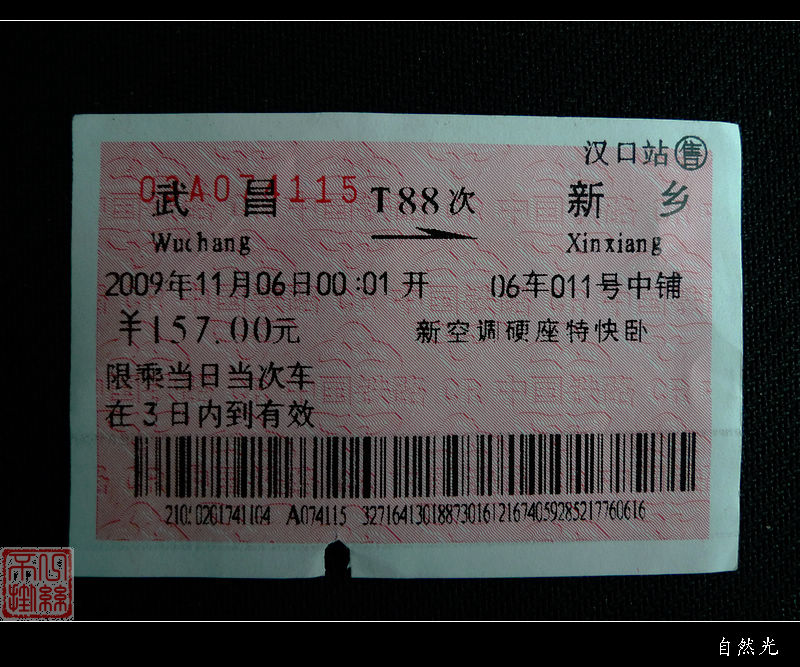 汉口站 售
02A074115
武昌 T88次 新乡
Wuchang Xinxiang
2009年11月06日00:01 开 06车011号中铺
￥157.00元 新空调硬座特快卧
限乘当日当次车
在3日内到有效
A074115 32716413018873016121674059285217760616
自然光